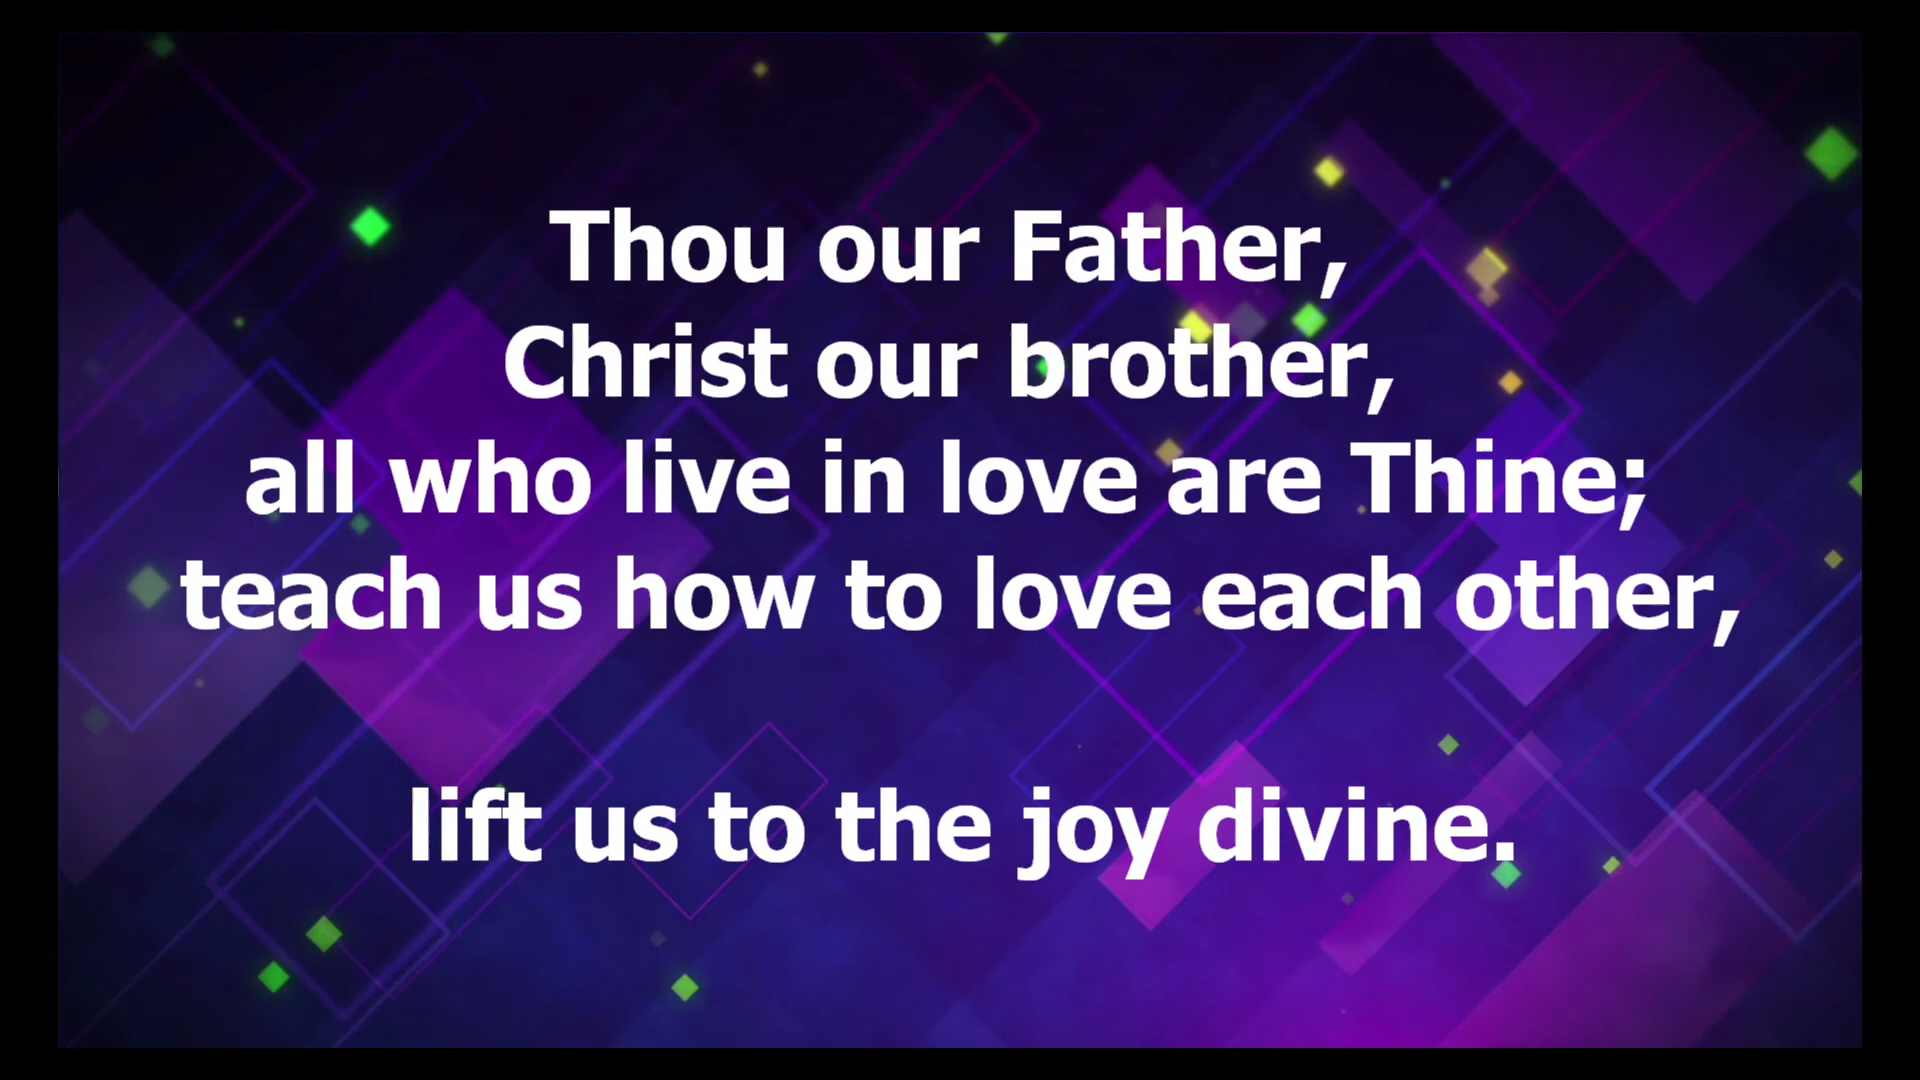 Thou our Father,
Christ our brother,
all who live in love are Thine;
teach us how to love each other,
lift us to the joy divine.